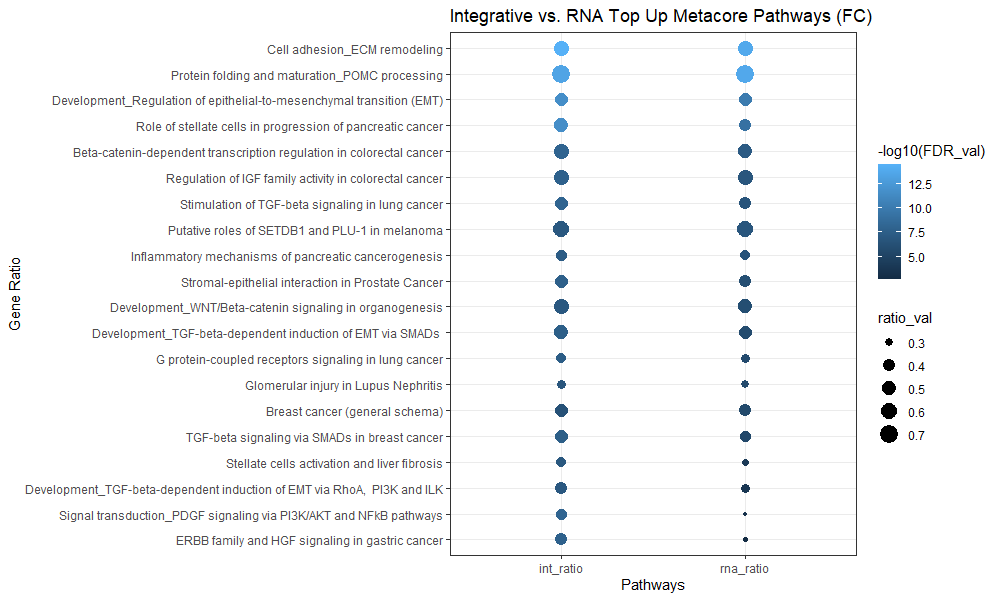 Integrative vs. RNA Top Up Metacore Pathways (FC)
Cell adhesion_ECM remodeling
Protein folding and maturation_POMC processing
Development_Regulation of epithelial-to-mesenchymal transition (EMT)
Role of stellate cells in progression of pancreatic cancer
Beta-catenin-dependent transcription regulation in colorectal cancer
Regulation of IGF family activity in colorectal cancer
Stimulation of TGF-beta signaling in lung cancer
Putative roles of SETDB1 and PLU-1 in melanoma
Inflammatory mechanisms of pancreatic cancerogenesis
Stromal-epithelial interaction in Prostate Cancer
Development_WNT/Beta-catenin signaling in organogenesis
Development_TGF-beta-dependent induction of EMT via SMADs
G protein-coupled receptors signaling in lung cancer
Glomerular injury in Lupus Nephritis
Breast cancer (general schema)
TGF-beta signaling via SMADs in breast cancer
Stellate cells activation and liver fibrosis
Development_TGF-beta-dependent induction of EMT via RhoA, PI3K and ILK
Signal transduction_PDGF signaling via PI3K/AKT and NFkB pathways
ERBB family and HGF signaling in gastric cancer
Gene Ratio
int_ratio
rna_ratio
Pathways
-log10(FDR_val)
12.5
10.0
7.5
5.0
ratio_val
0.3
0.4
0.5
0.6
0.7